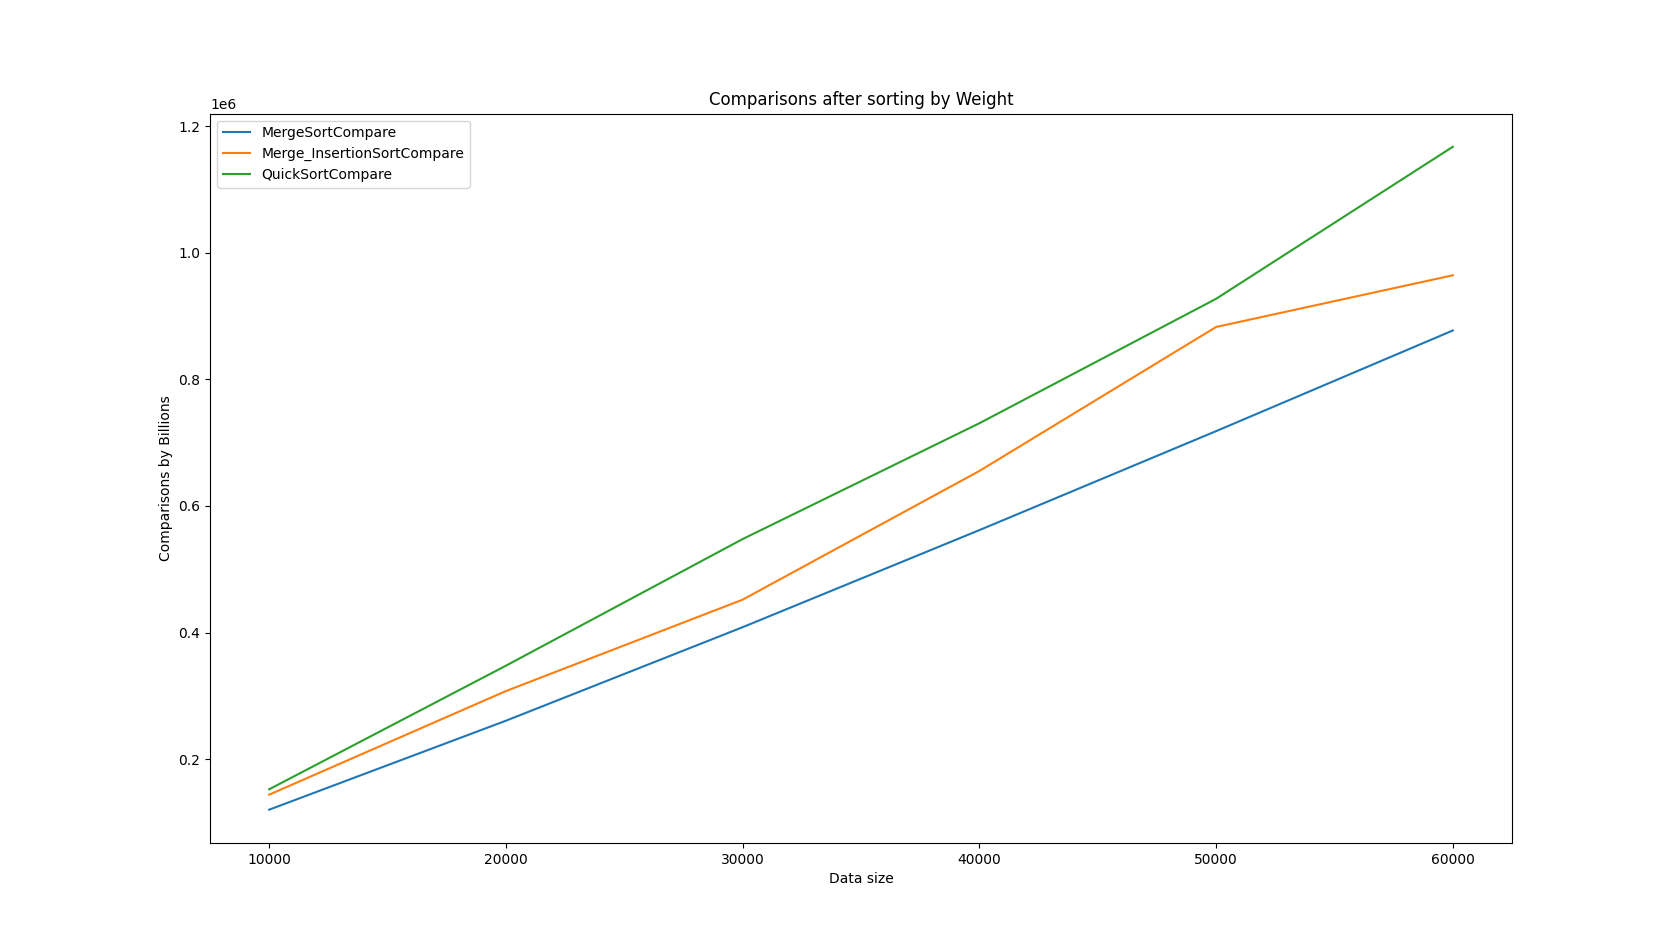 Comparisons after sorting by Weight
1e6
MergeSortCompare
Merge_InsertionSortCompare
QuickSortCompare
1.2
1.0
0.8
0.6
0.4
0.2
Comparisons by Billions
10000 20000 30000 40000 50000 60000
Data size